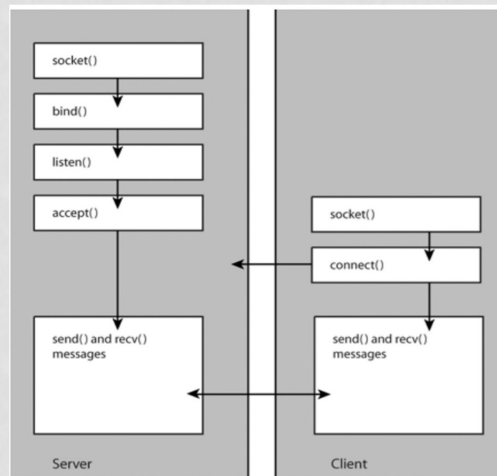 socket()
bind()
listen()
accept()
send() and recv()
messages
Server
socket()
connect()
send() and recv()
messages
Client